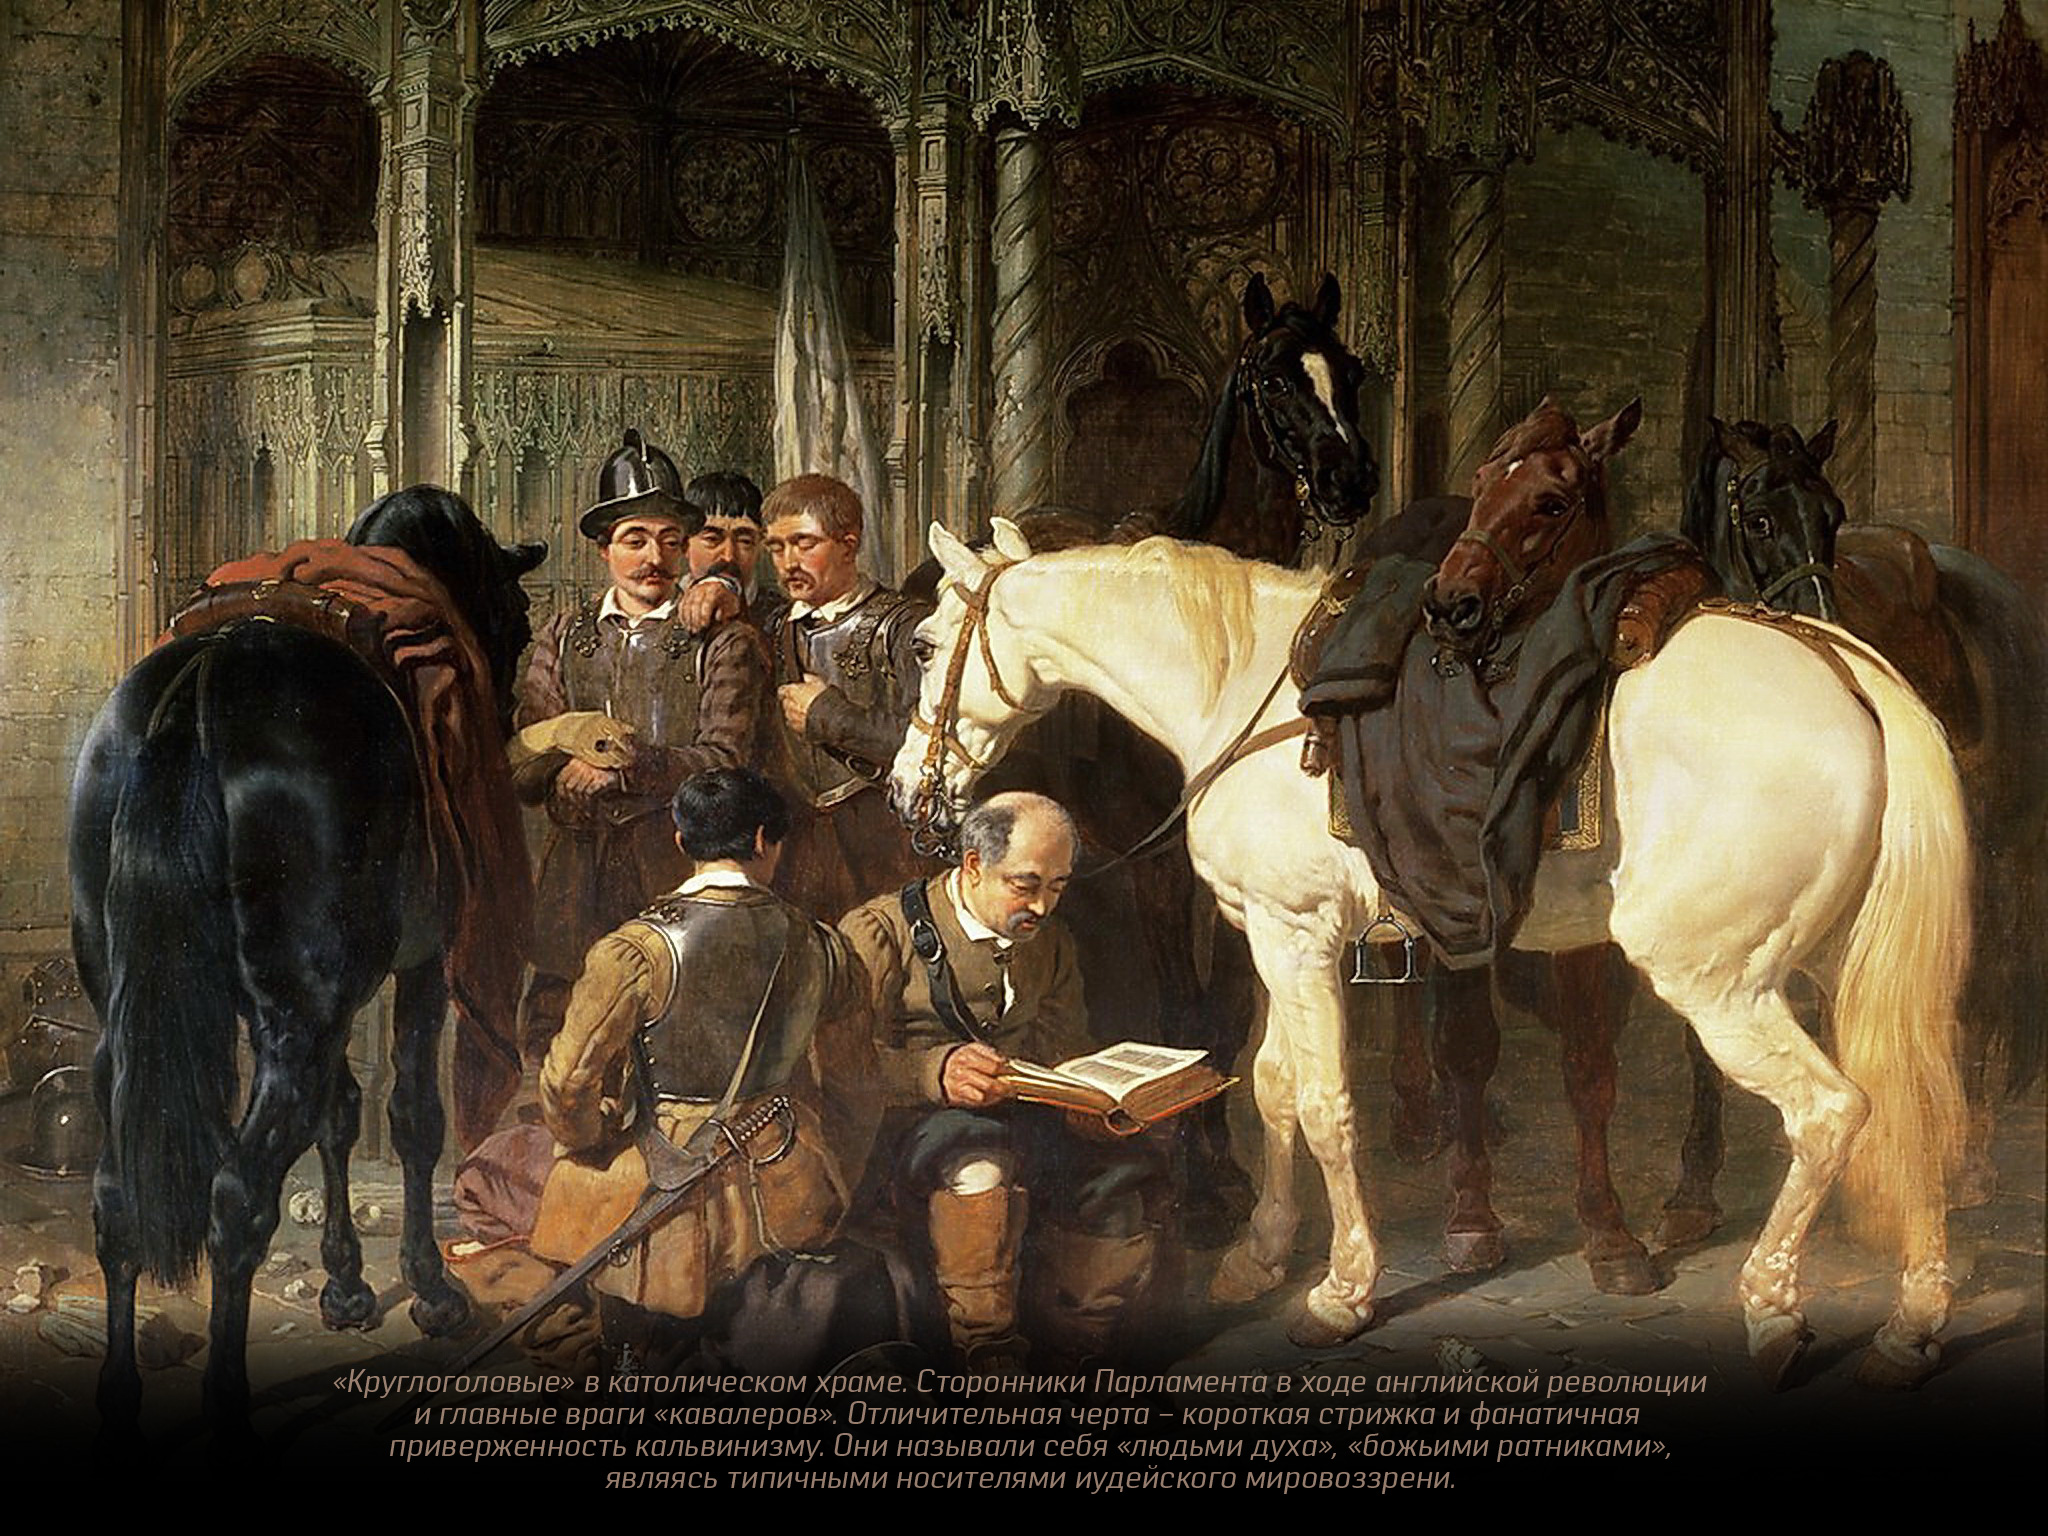 «Круглоголовые» в католическом храме. Сторонники Парламента в ходе английской революции
и главные враги «кавалеров». Отличительная черта – короткая стрижка и фанатичная
приверженность кальвинизму. Они называли себя «людьми духа», «божьими ратниками»,
являясь типичными носителями иудейского мировоззрени.